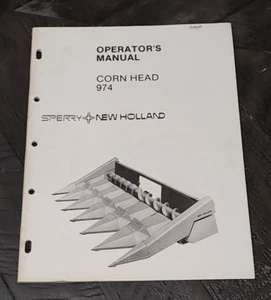 OPERATOR'S
MANUAL
CORN HEAD
974
SPERRY NEW HOLLAND